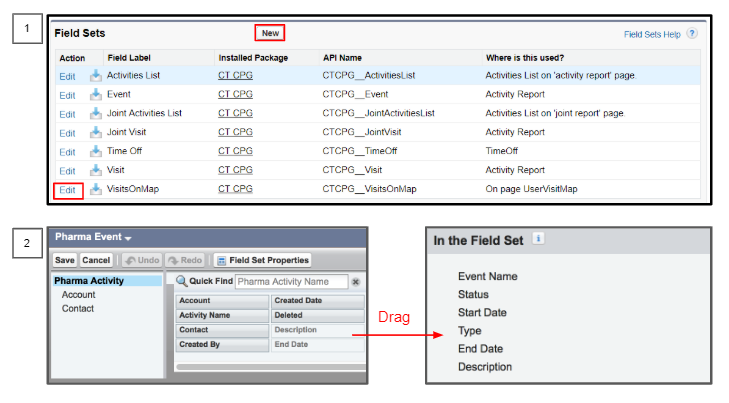 1
Field Sets New Field Sets Help ?
Action Field Label Installed Package API Name Where is this used?
Edit Activities List CT CPG CTCPG__ActivitiesList Activities List on 'activity report' page.
Edit Event CT CPG CTCPG__Event Activity Report
Edit Joint Activities List CT CPG CTCPG__JointActivitiesList Activities List on 'joint report' page.
Edit Joint Visit CT CPG CTCPG__JointVisit Activity Report
Edit Time Off CT CPG CTCPG__TimeOff TimeOff
Edit Visit CT CPG CTCPG__Visit Activity Report
Edit VisitsOnMap CT CPG CTCPG__VisitsOnMap On page UserVisitMap
2
Pharma Event
Save Cancel Undo Redo Field Set Properties
Pharma Activity
Account
Contact
Quick Find Pharma Activity Name
Account Created Date
Activity Name Deleted
Contact Description
Created By End Date
Drag
In the Field Set i
Event Name
Status
Start Date
Type
End Date
Description